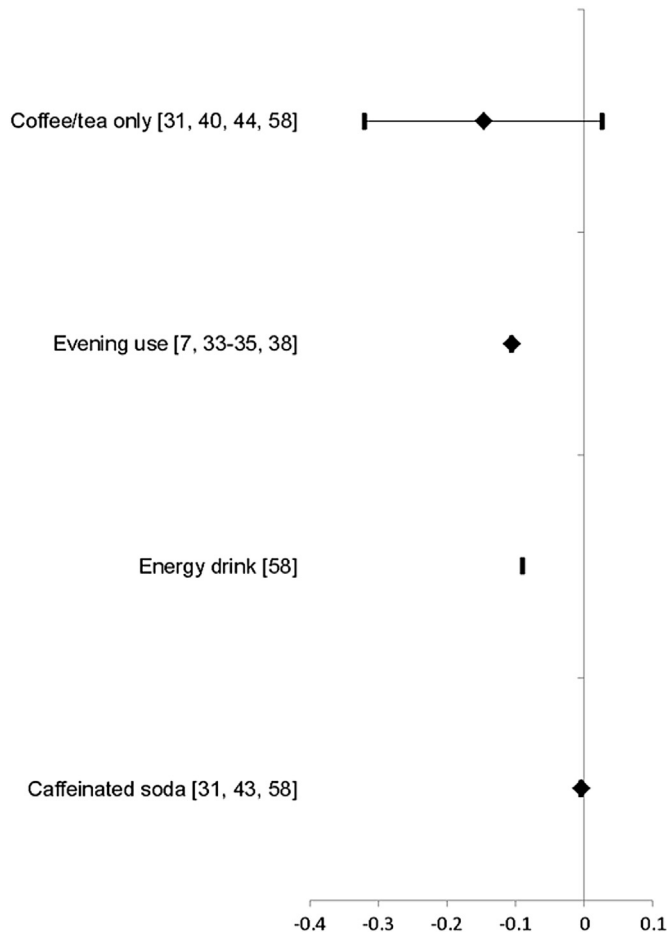 Coffee/tea only [31, 40, 44, 58]
Evening use [7, 33-35, 38]
Energy drink [58]
Caffeinated soda [31, 43, 58]
-0.4 -0.3 -0.2 -0.1 0 0.1